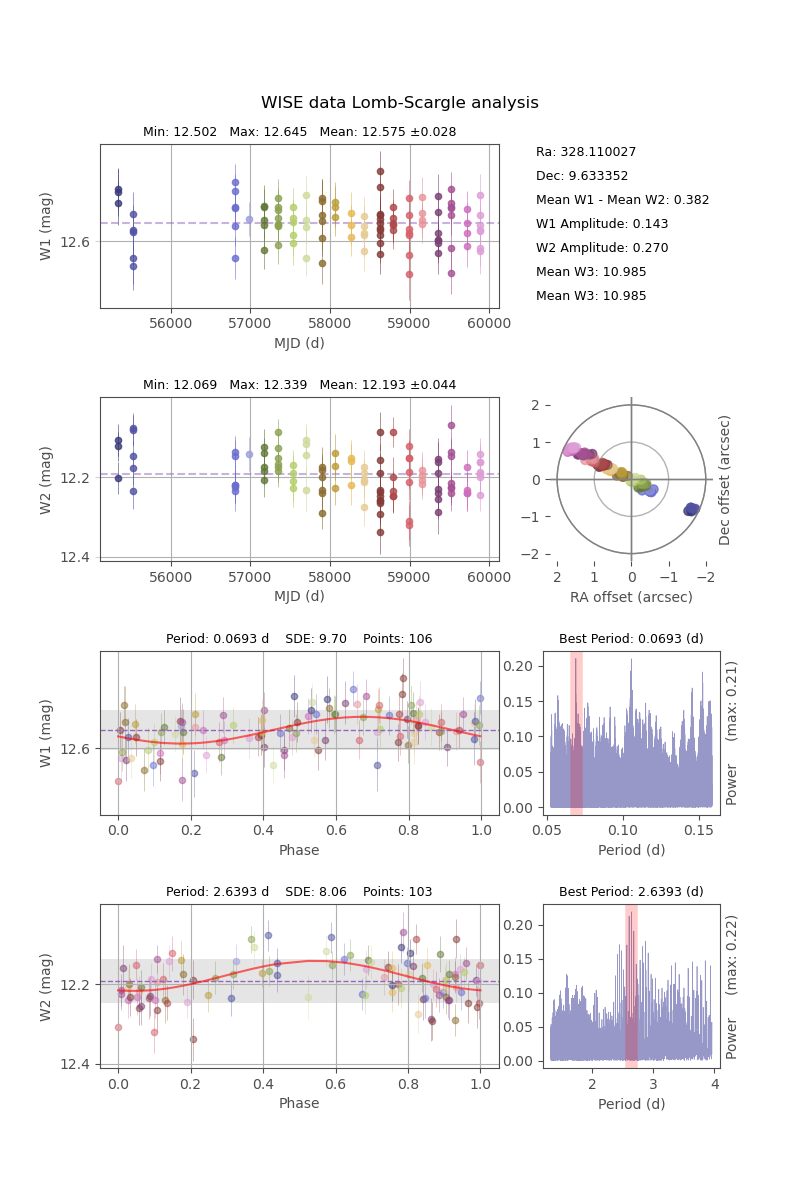 WISE data Lomb-Scargle analysis
Min: 12.502 Max: 12.645 Mean: 12.575 ±0.028
W1 (mag)
12.6
56000 57000 58000 59000 60000
MJD (d)
Ra: 328.110027
Dec: 9.633352
Mean W1 - Mean W2: 0.382
W1 Amplitude: 0.143
W2 Amplitude: 0.270
Mean W3: 10.985
Mean W3: 10.985
Min: 12.069 Max: 12.339 Mean: 12.193 ±0.044
W2 (mag)
12.2
12.4
56000 57000 58000 59000 60000
MJD (d)
2
1
0
−1
−2
2 1 0 −1 −2
RA offset (arcsec)
Dec offset (arcsec)
Period: 0.0693 d SDE: 9.70 Points: 106
W1 (mag)
12.6
0.0 0.2 0.4 0.6 0.8 1.0
Phase
Best Period: 0.0693 (d)
0.20
0.15
0.10
0.05
0.00
0.05 0.10 0.15
Period (d)
Power (max: 0.21)
Period: 2.6393 d SDE: 8.06 Points: 103
W2 (mag)
12.2
12.4
0.0 0.2 0.4 0.6 0.8 1.0
Phase
Best Period: 2.6393 (d)
0.20
0.15
0.10
0.05
0.00
2 3 4
Period (d)
Power (max: 0.22)